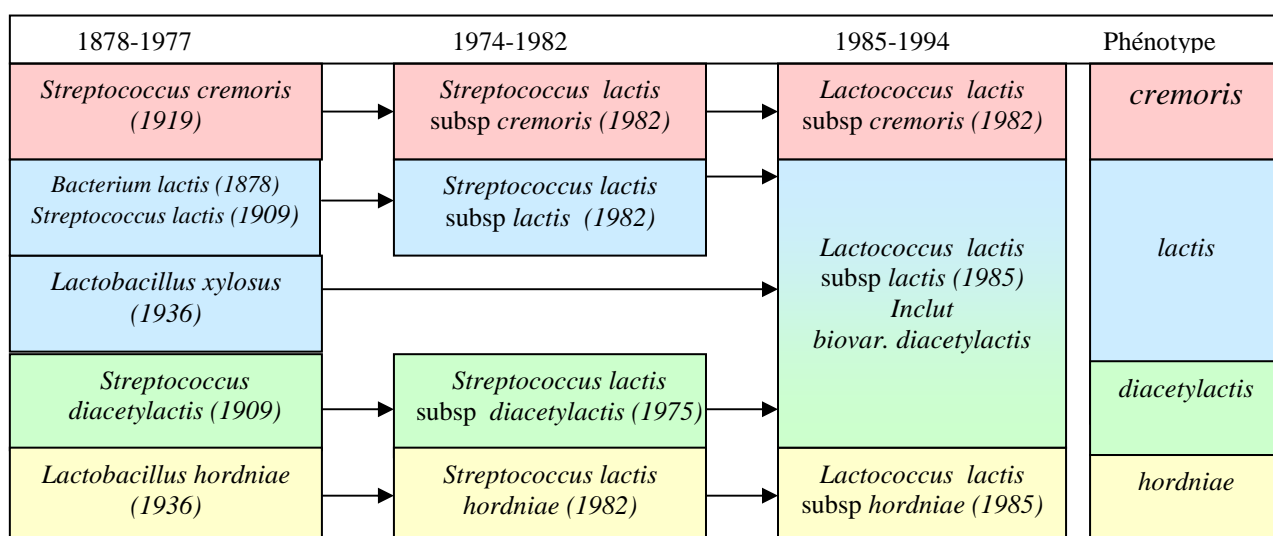 1878-1977 1974-1982 1985-1994 Phénotype
Streptococcus cremoris
(1919)
Streptococcus lactis
subsp cremoris (1982)
Lactococcus lactis
subsp cremoris (1982)
cremoris
Bacterium lactis (1878)
Streptococcus lactis (1909)
Streptococcus lactis
subsp lactis (1982)
Lactobacillus xylosus
(1936)
Lactococcus lactis
subsp lactis (1985)
Inclut
biovar. diacetylactis
lactis
Streptococcus
diacetylactis (1909)
Streptococcus lactis
subsp diacetylactis (1975)
diacetylactis
Lactobacillus hordniae
(1936)
Streptococcus lactis
hordniae (1982)
Lactococcus lactis
subsp hordniae (1985)
hordniae